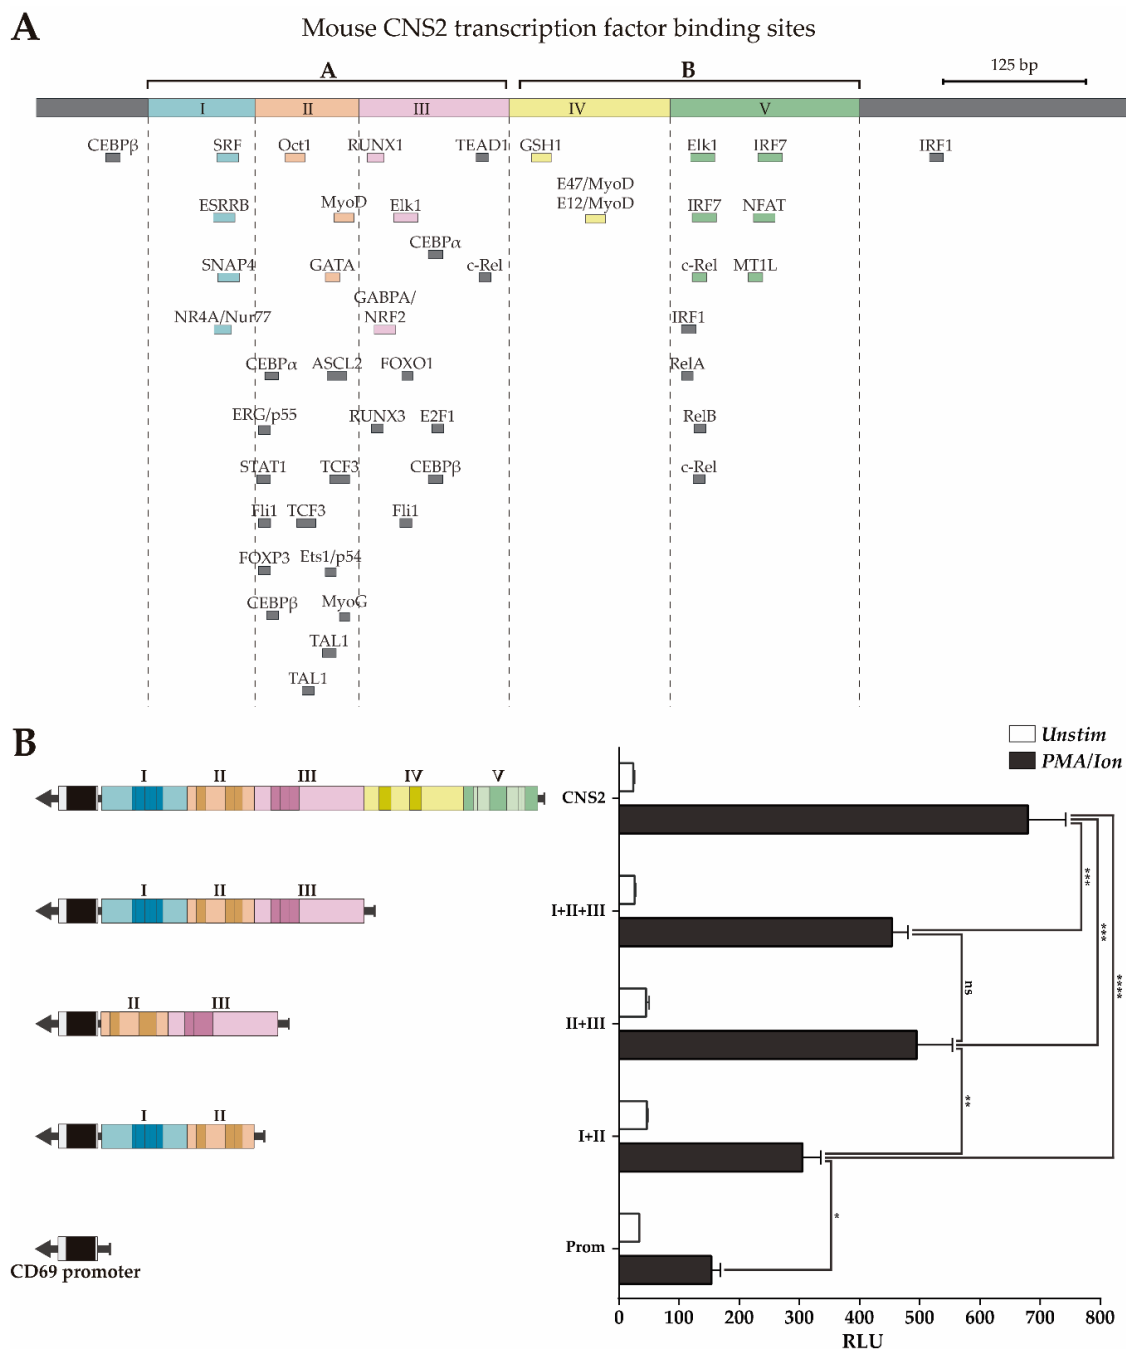 A
Mouse CNS2 transcription factor binding sites
A B 125 bp
I II III IV V
CEBPβ SRF Oct1 RUNX1 TEAD1 GSH1 Elk1 IRF7 IRF1
E47/MyoD
ESRRB MyoD Elk1 E12/MyoD IRF7 NFAT
CEBPα
SNAP4 GATA c-Rel c-Rel MT1L
GABPA/
NR4A/Nur77 NRF2 IRF1
CEBPα ASCL2 FOXO1 RelA
ERG/p55 RUNX3 E2F1 RelB
STAT1 TCF3 CEBPβ c-Rel
Fli1 TCF3 Fli1
FOXP3 Ets1/p54
CEBPβ MyoG
TAL1
TAL1
B
Unstim
PMA/Ion
I II III IV V
CNS2
***
I II III
I+II+III
***
****
ns
II III
II+III
**
I II
I+II
*
Prom
CD69 promoter
0 100 200 300 400 500 600 700 800
RLU